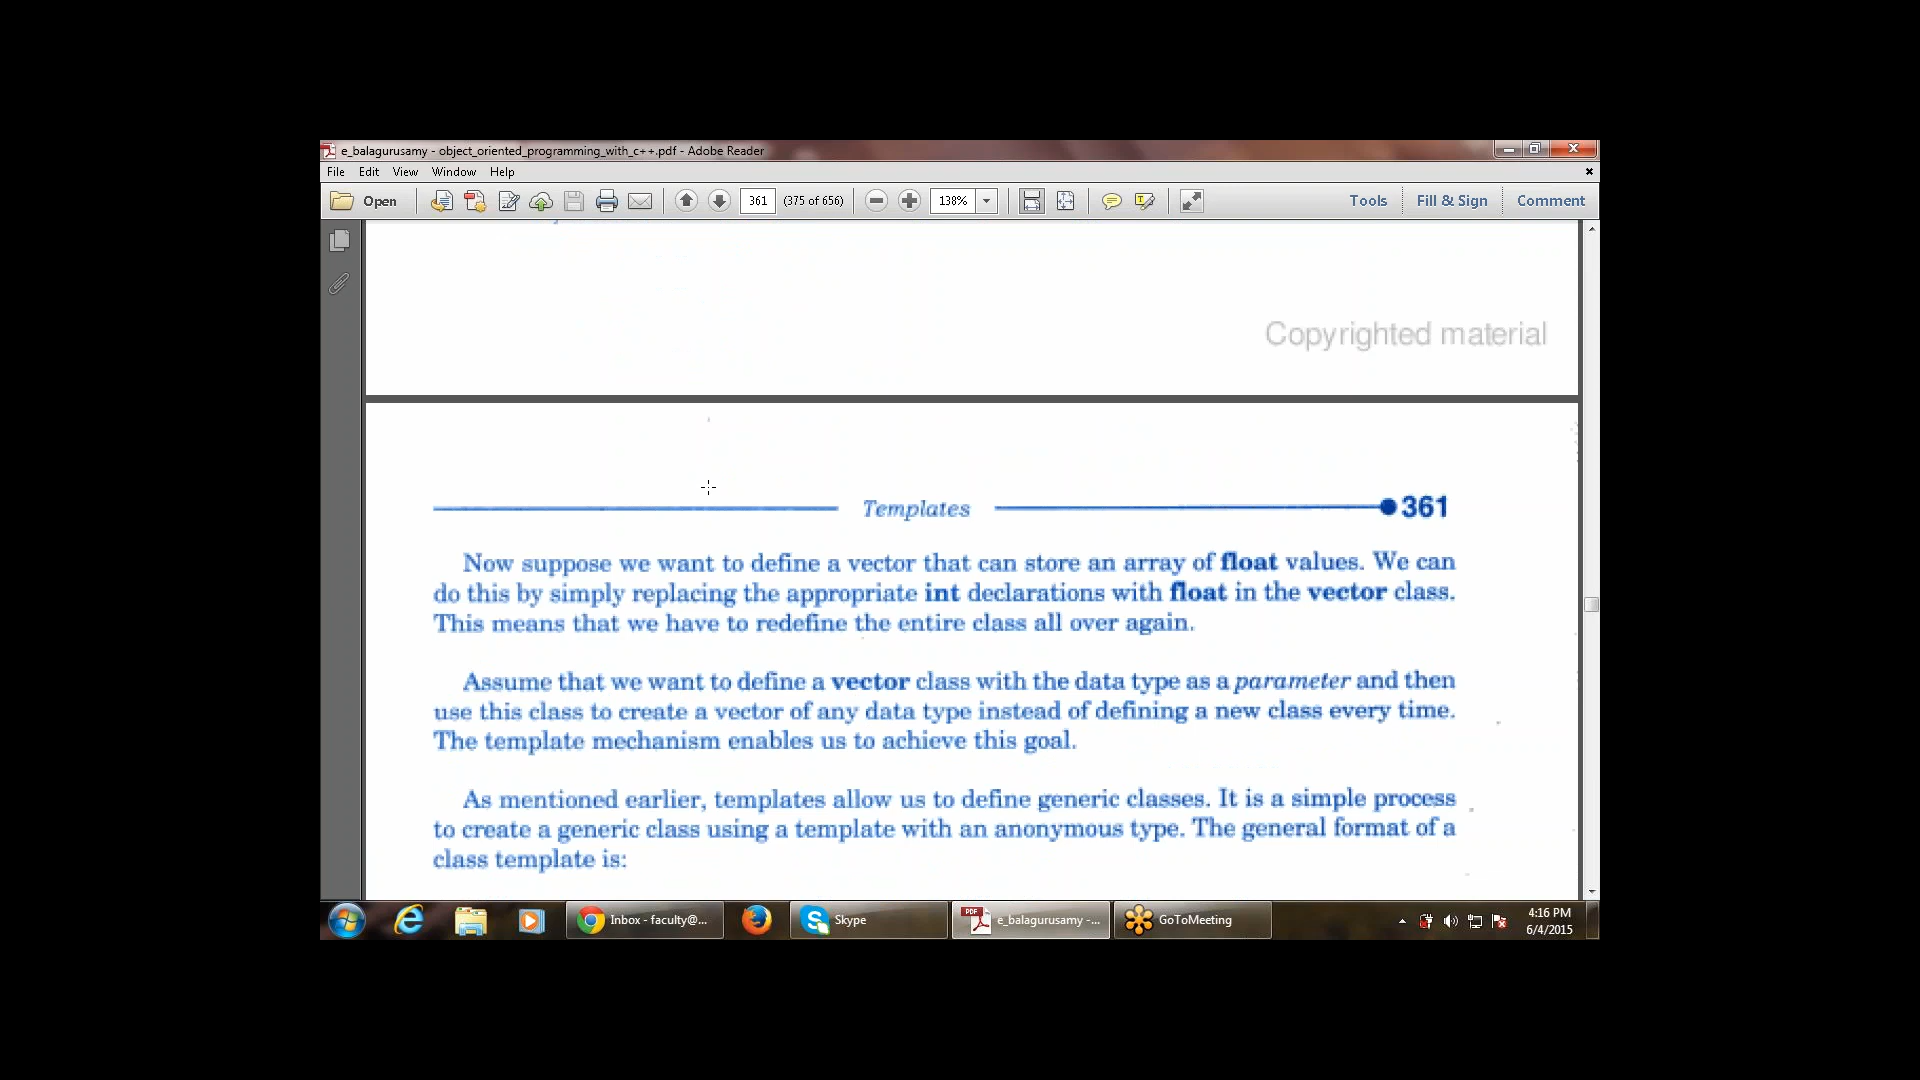 e_balagurusamy - object_oriented_programming_with_c++.pdf - Adobe Reader
File Edit View Window Help
Open 361 (375 of 656) 138% Tools Fill & Sign Comment
Copyrighted material
Templates 361
Now suppose we want to define a vector that can store an array of float values. We can
do this by simply replacing the appropriate int declarations with float in the vector class.
This means that we have to redefine the entire class all over again.
Assume that we want to define a vector class with the data type as a parameter and then
use this class to create a vector of any data type instead of defining a new class every time.
The template mechanism enables us to achieve this goal.
As mentioned earlier, templates allow us to define generic classes. It is a simple process
to create a generic class using a template with an anonymous type. The general format of a
class template is:
Inbox - faculty@... Skype e_balagurusamy -... GoToMeeting
4:16 PM
6/4/2015